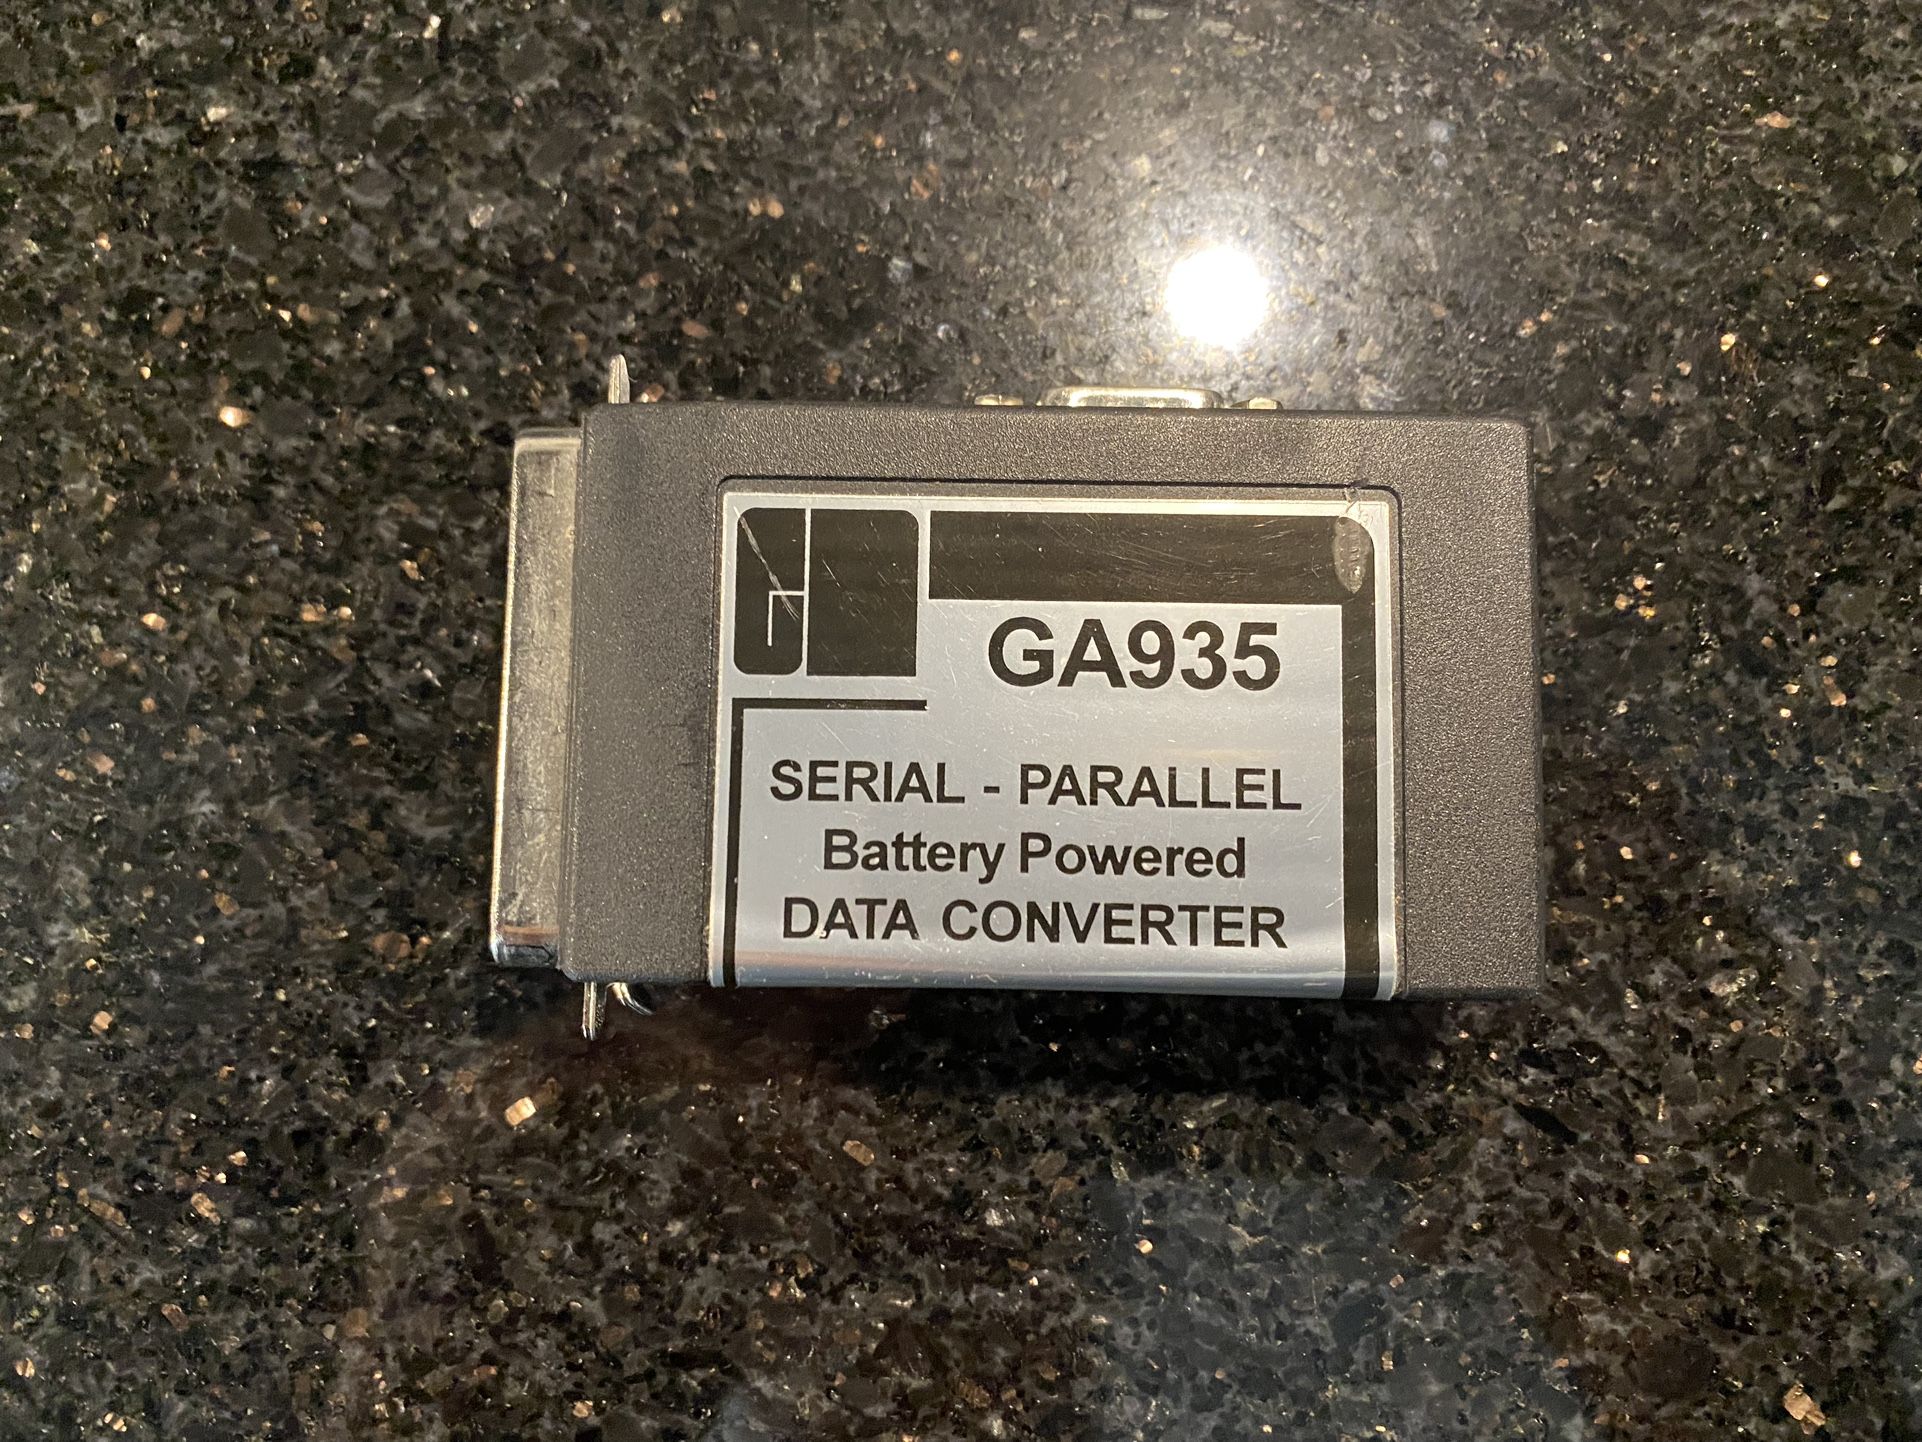 GA935
SERIAL - PARALLEL
Battery Powered
DATA CONVERTER